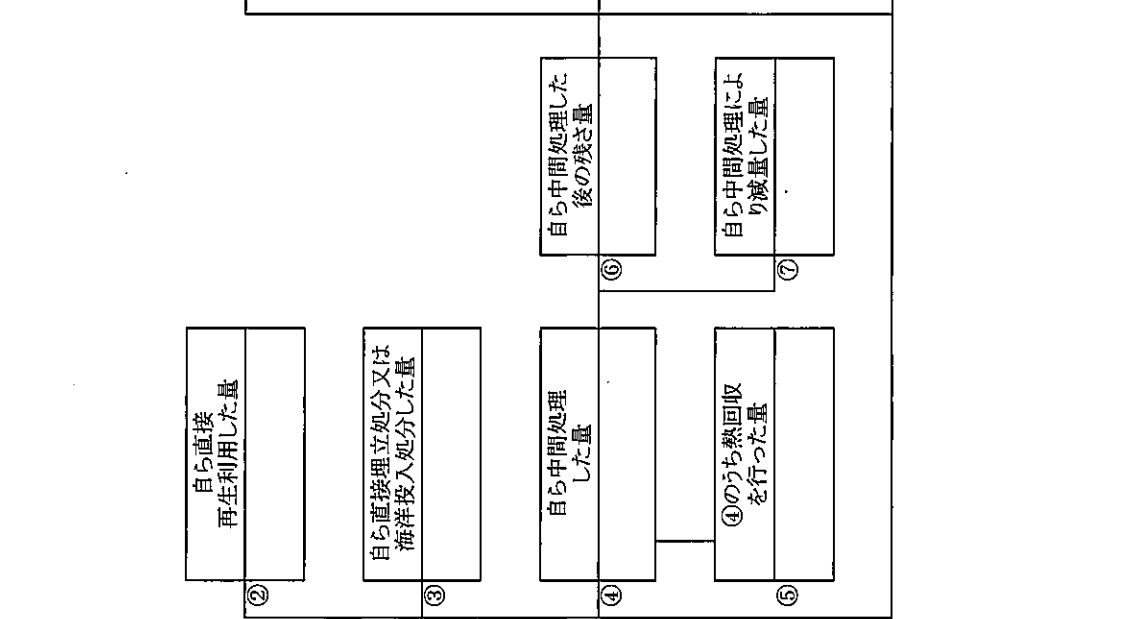 ②
自ら直接
再生利用した量
③
自ら直接埋立処分又は
海洋投入処分した量
④
自ら中間処理
した量
⑤
④のうち熱回収
を行った量
⑥
自ら中間処理した
後の残さ量
⑦
自ら中間処理によ
り減量した量